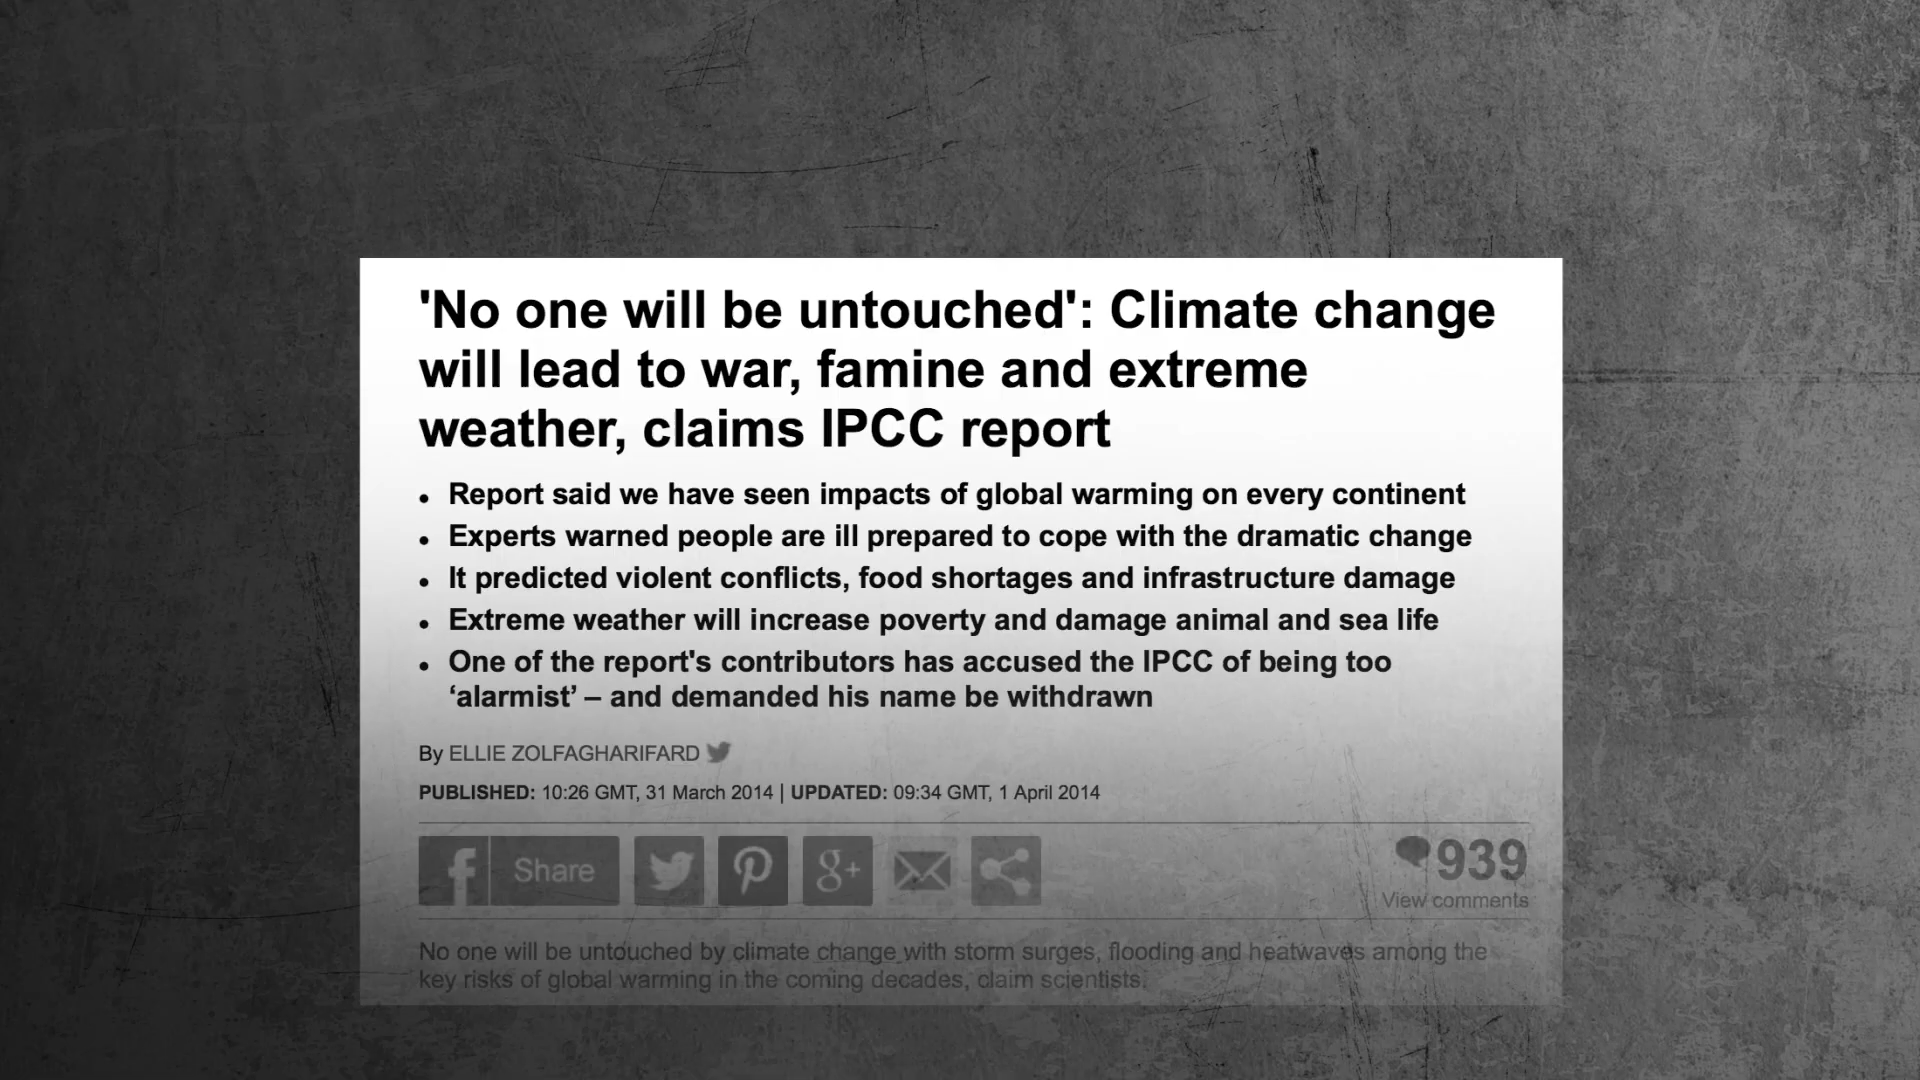 'No one will be untouched': Climate change
will lead to war, famine and extreme
weather, claims IPCC report
• Report said we have seen impacts of global warming on every continent
• Experts warned people are ill prepared to cope with the dramatic change
• It predicted violent conflicts, food shortages and infrastructure damage
• Extreme weather will increase poverty and damage animal and sea life
• One of the report's contributors has accused the IPCC of being too
‘alarmist’ – and demanded his name be withdrawn
By ELLIE ZOLFAGHARIFARD
PUBLISHED: 10:26 GMT, 31 March 2014 | UPDATED: 09:34 GMT, 1 April 2014
f Share g+ 939
View comments
No one will be untouched by climate change with storm surges, flooding and heatwaves among the
key risks of global warming in the coming decades, claim scientists.